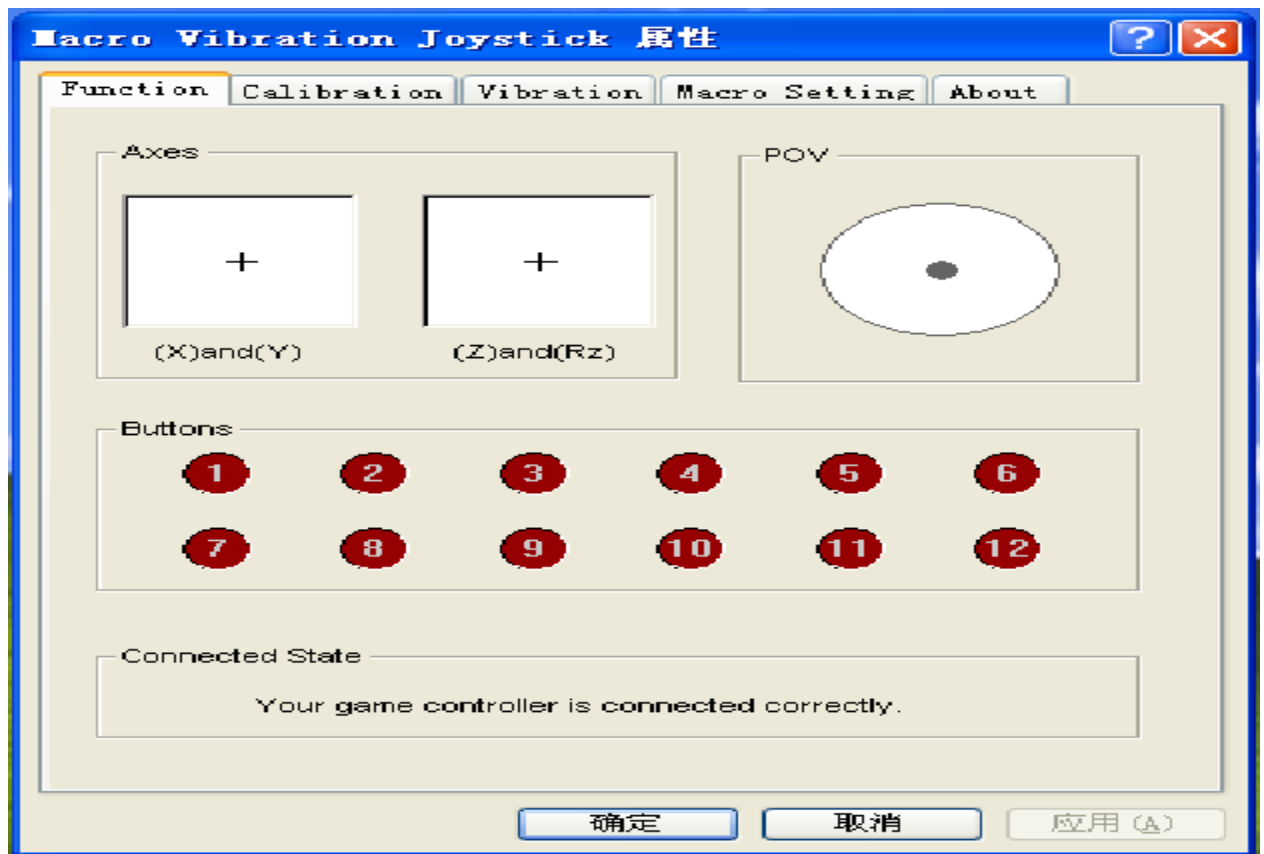 Macro Vibration Joystick 属性
Function Calibration Vibration Macro Setting About
Axes POV
(X)and(Y) (Z)and(Rz)
Buttons
1 2 3 4 5 6
7 8 9 10 11 12
Connected State
Your game controller is connected correctly.
确定 取消 应用(A)